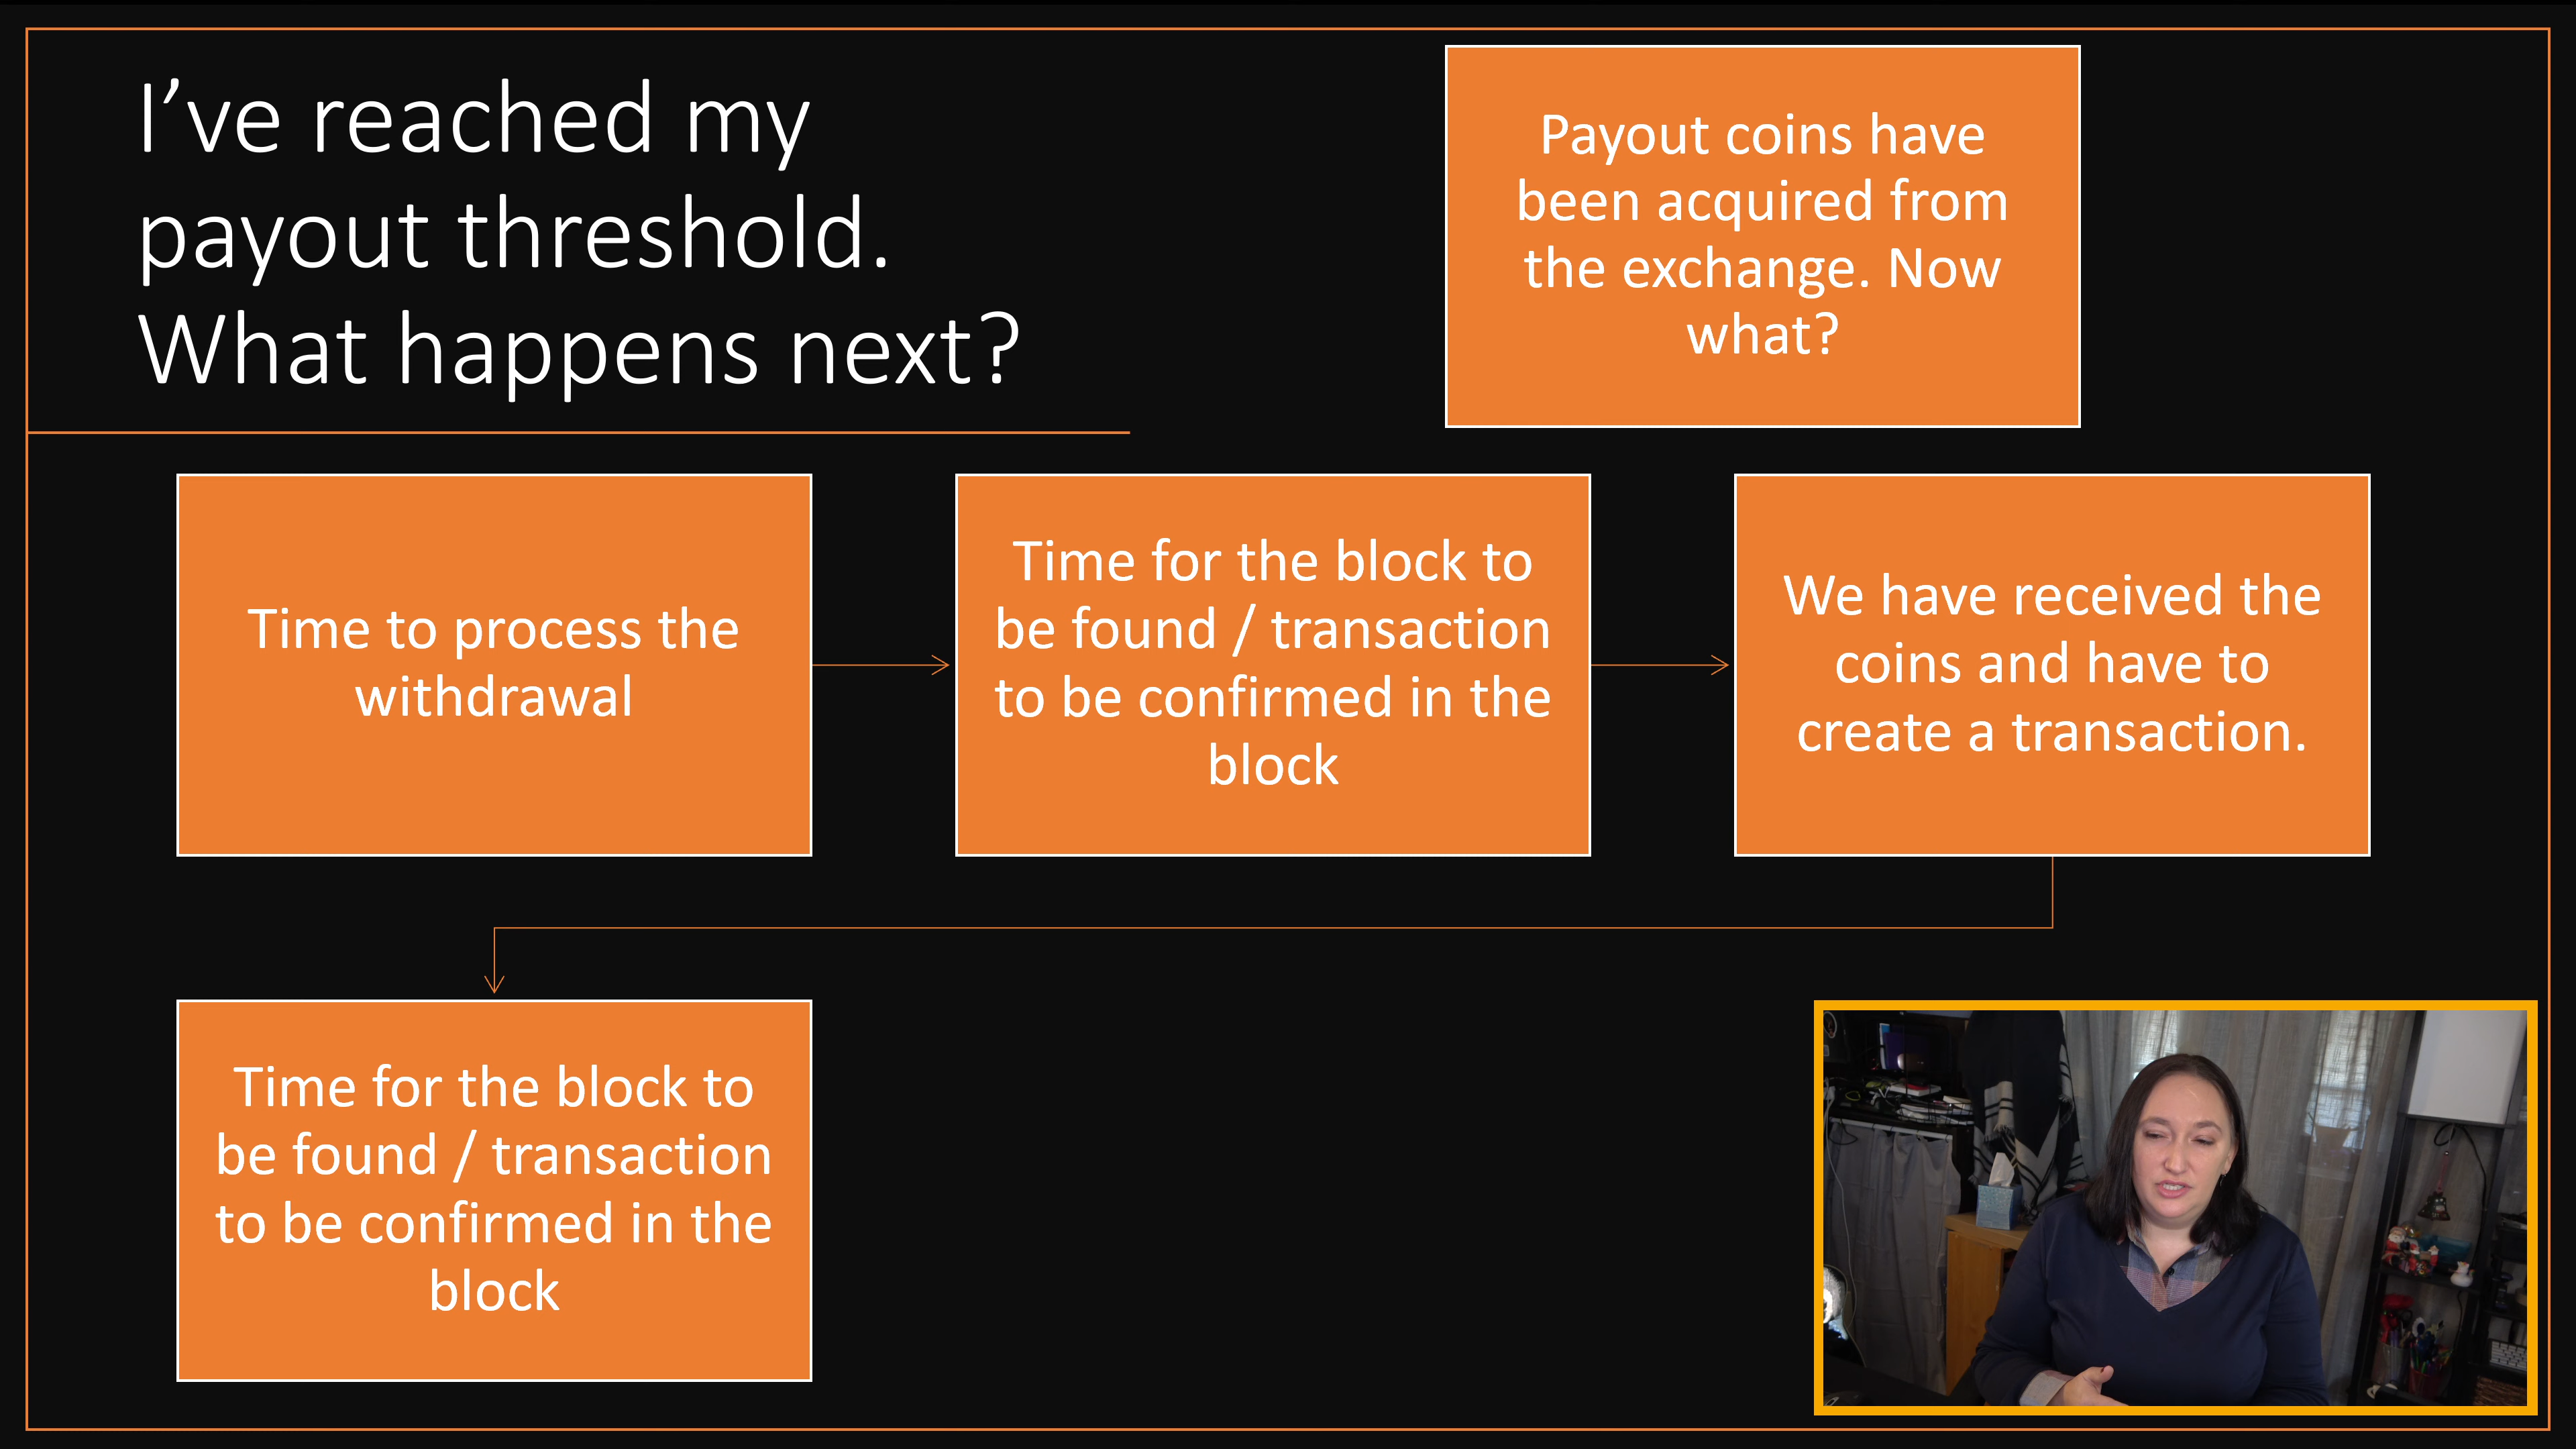 I’ve reached my
payout threshold.
What happens next?
Payout coins have
been acquired from
the exchange. Now
what?
Time to process the
withdrawal
Time for the block to
be found / transaction
to be confirmed in the
block
We have received the
coins and have to
create a transaction.
Time for the block to
be found / transaction
to be confirmed in the
block